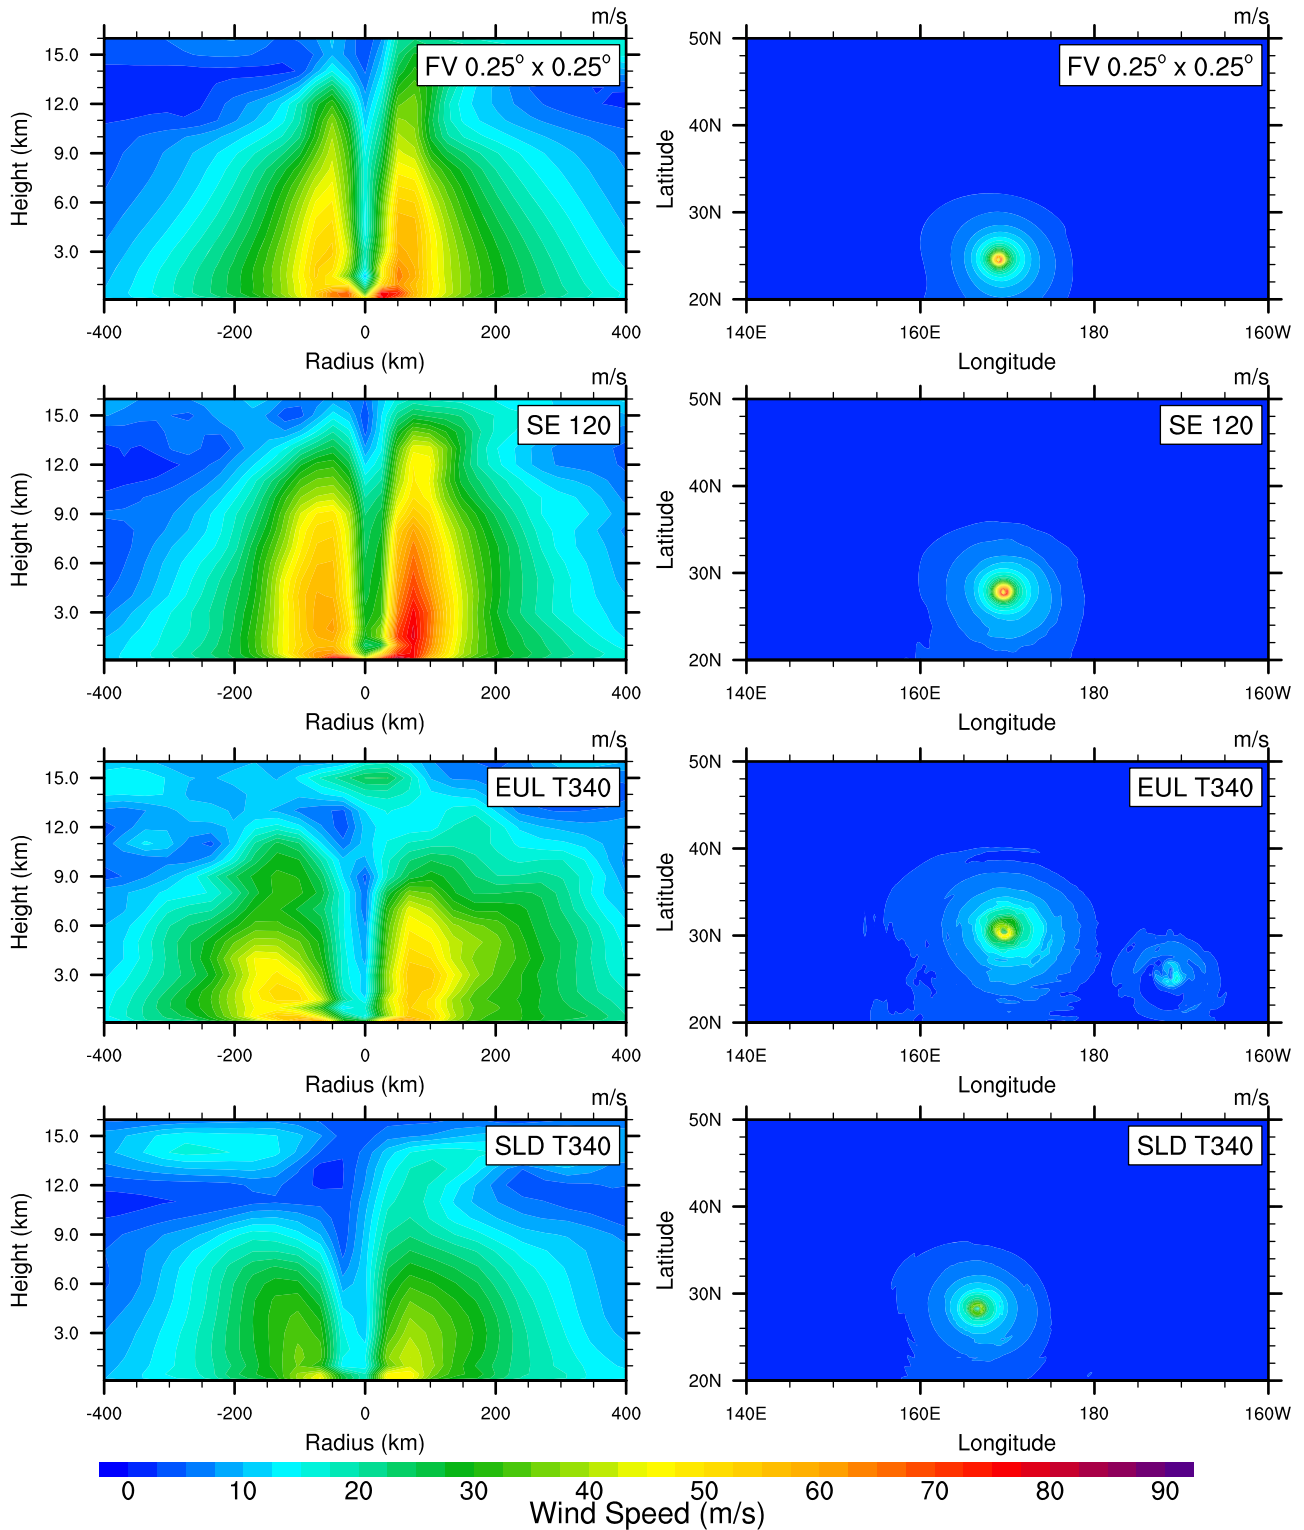 m/s
m/s
FV 0.25° x 0.25°
FV 0.25° x 0.25°
15.0
12.0
9.0
6.0
3.0
Height (km)
50N
40N
30N
20N
Latitude
-400 -200 0 200 400
140E 160E 180 160W
Radius (km)
Longitude
m/s
m/s
SE 120
SE 120
15.0
12.0
9.0
6.0
3.0
Height (km)
50N
40N
30N
20N
Latitude
-400 -200 0 200 400
140E 160E 180 160W
Radius (km)
Longitude
m/s
m/s
EUL T340
EUL T340
15.0
12.0
9.0
6.0
3.0
Height (km)
50N
40N
30N
20N
Latitude
-400 -200 0 200 400
140E 160E 180 160W
Radius (km)
Longitude
m/s
m/s
SLD T340
SLD T340
15.0
12.0
9.0
6.0
3.0
Height (km)
50N
40N
30N
20N
Latitude
-400 -200 0 200 400
140E 160E 180 160W
Radius (km)
Longitude
0 10 20 30 40 50 60 70 80 90
Wind Speed (m/s)